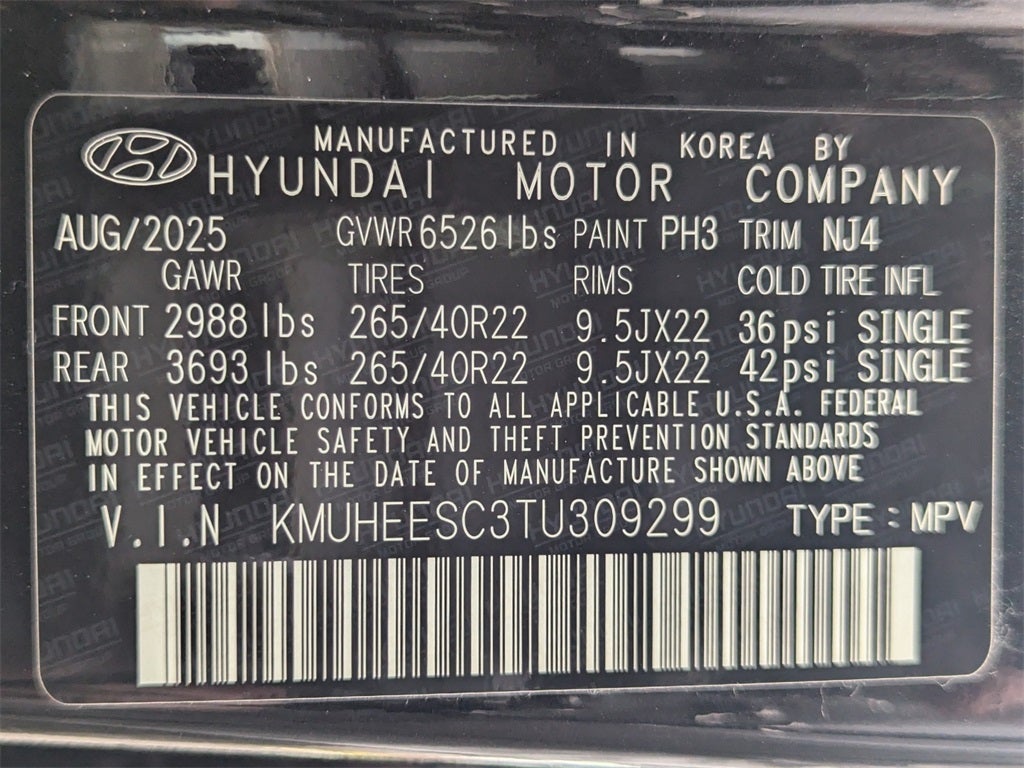 MANUFACTURED IN KOREA BY
HYUNDAI MOTOR COMPANY
AUG/2025 GVWR 6526 lbs PAINT PH3 TRIM NJ4
GAWR TIRES RIMS COLD TIRE INFL
FRONT 2988 lbs 265/40R22 9.5JX22 36psi SINGLE
REAR 3693 lbs 265/40R22 9.5JX22 42psi SINGLE
THIS VEHICLE CONFORMS TO ALL APPLICABLE U.S.A. FEDERAL
MOTOR VEHICLE SAFETY AND THEFT PREVENTION STANDARDS
IN EFFECT ON THE DATE OF MANUFACTURE SHOWN ABOVE
V.I.N KMUHEESC3TU309299 TYPE : MPV